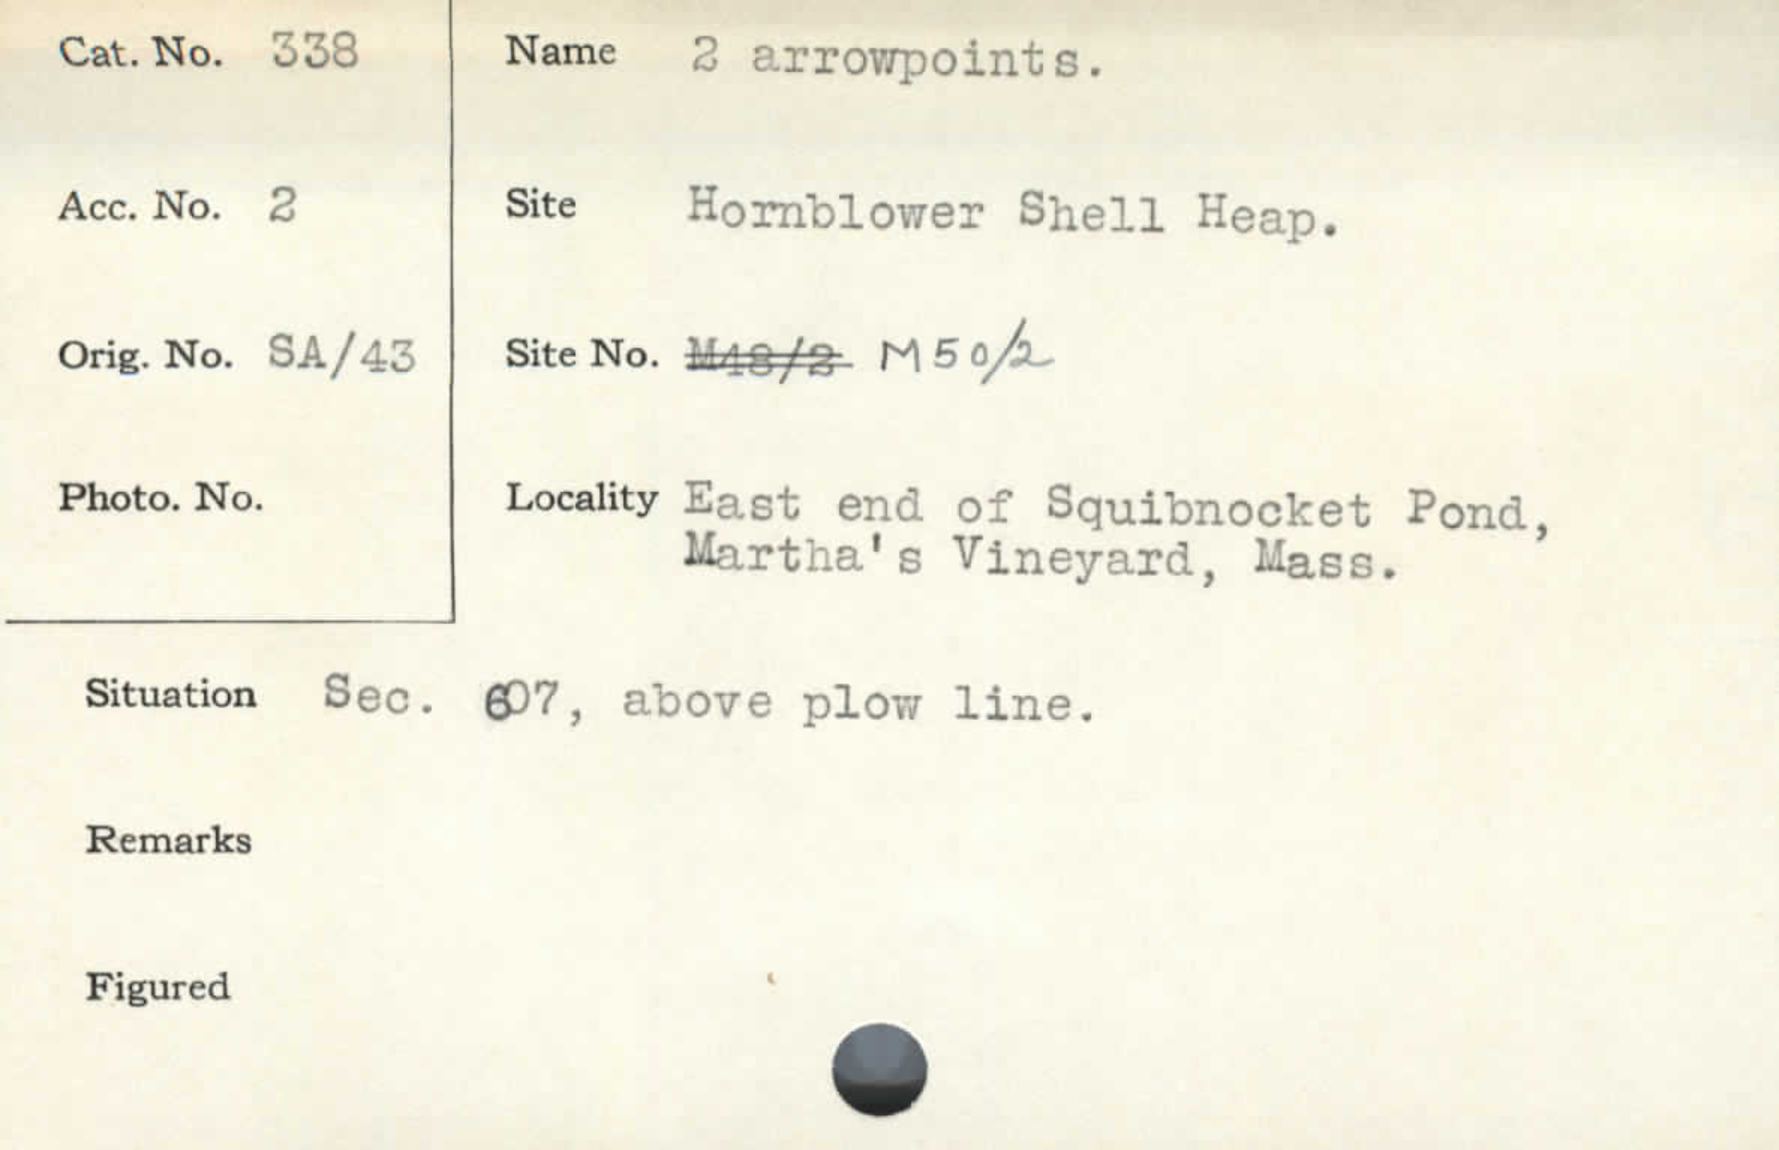 Cat. No. 338
Name 2 arrowpoints.
Acc. No. 2
Site Hornblower Shell Heap.
Orig. No. SA/43
Site No. M48/2 M50/2
Photo. No.
Locality East end of Squibnocket Pond,
Martha's Vineyard, Mass.
Situation Sec. 607, above plow line.
Remarks
Figured